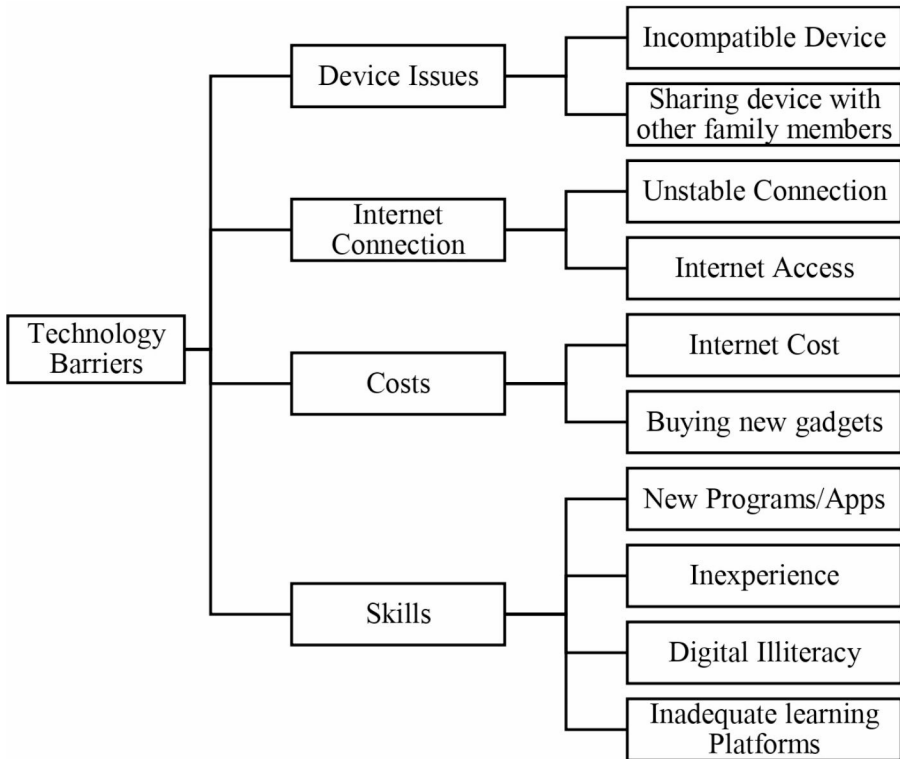 Technology
Barriers
Device Issues
Incompatible Device
Sharing device with
other family members
Internet
Connection
Unstable Connection
Internet Access
Costs
Internet Cost
Buying new gadgets
Skills
New Programs/Apps
Inexperience
Digital Illiteracy
Inadequate learning
Platforms